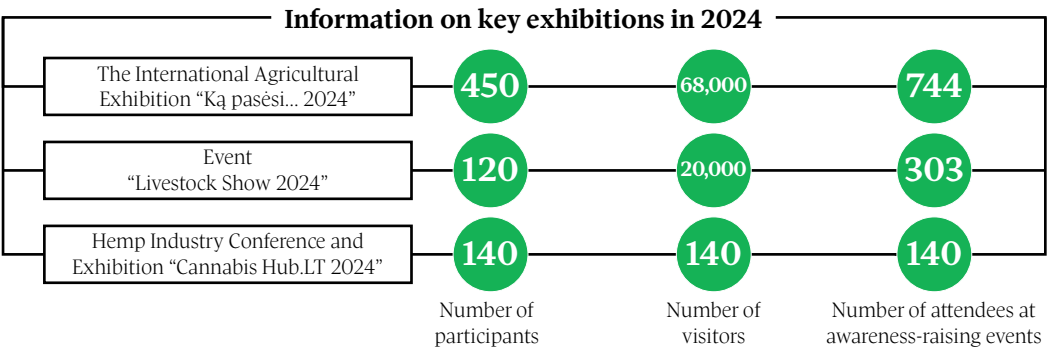 Information on key exhibitions in 2024
The International Agricultural
Exhibition “Ką pasėsi... 2024”
450
68,000
744
Event
“Livestock Show 2024”
120
20,000
303
Hemp Industry Conference and
Exhibition “Cannabis Hub.LT 2024”
140
140
140
Number of
participants
Number of
visitors
Number of attendees at
awareness-raising events